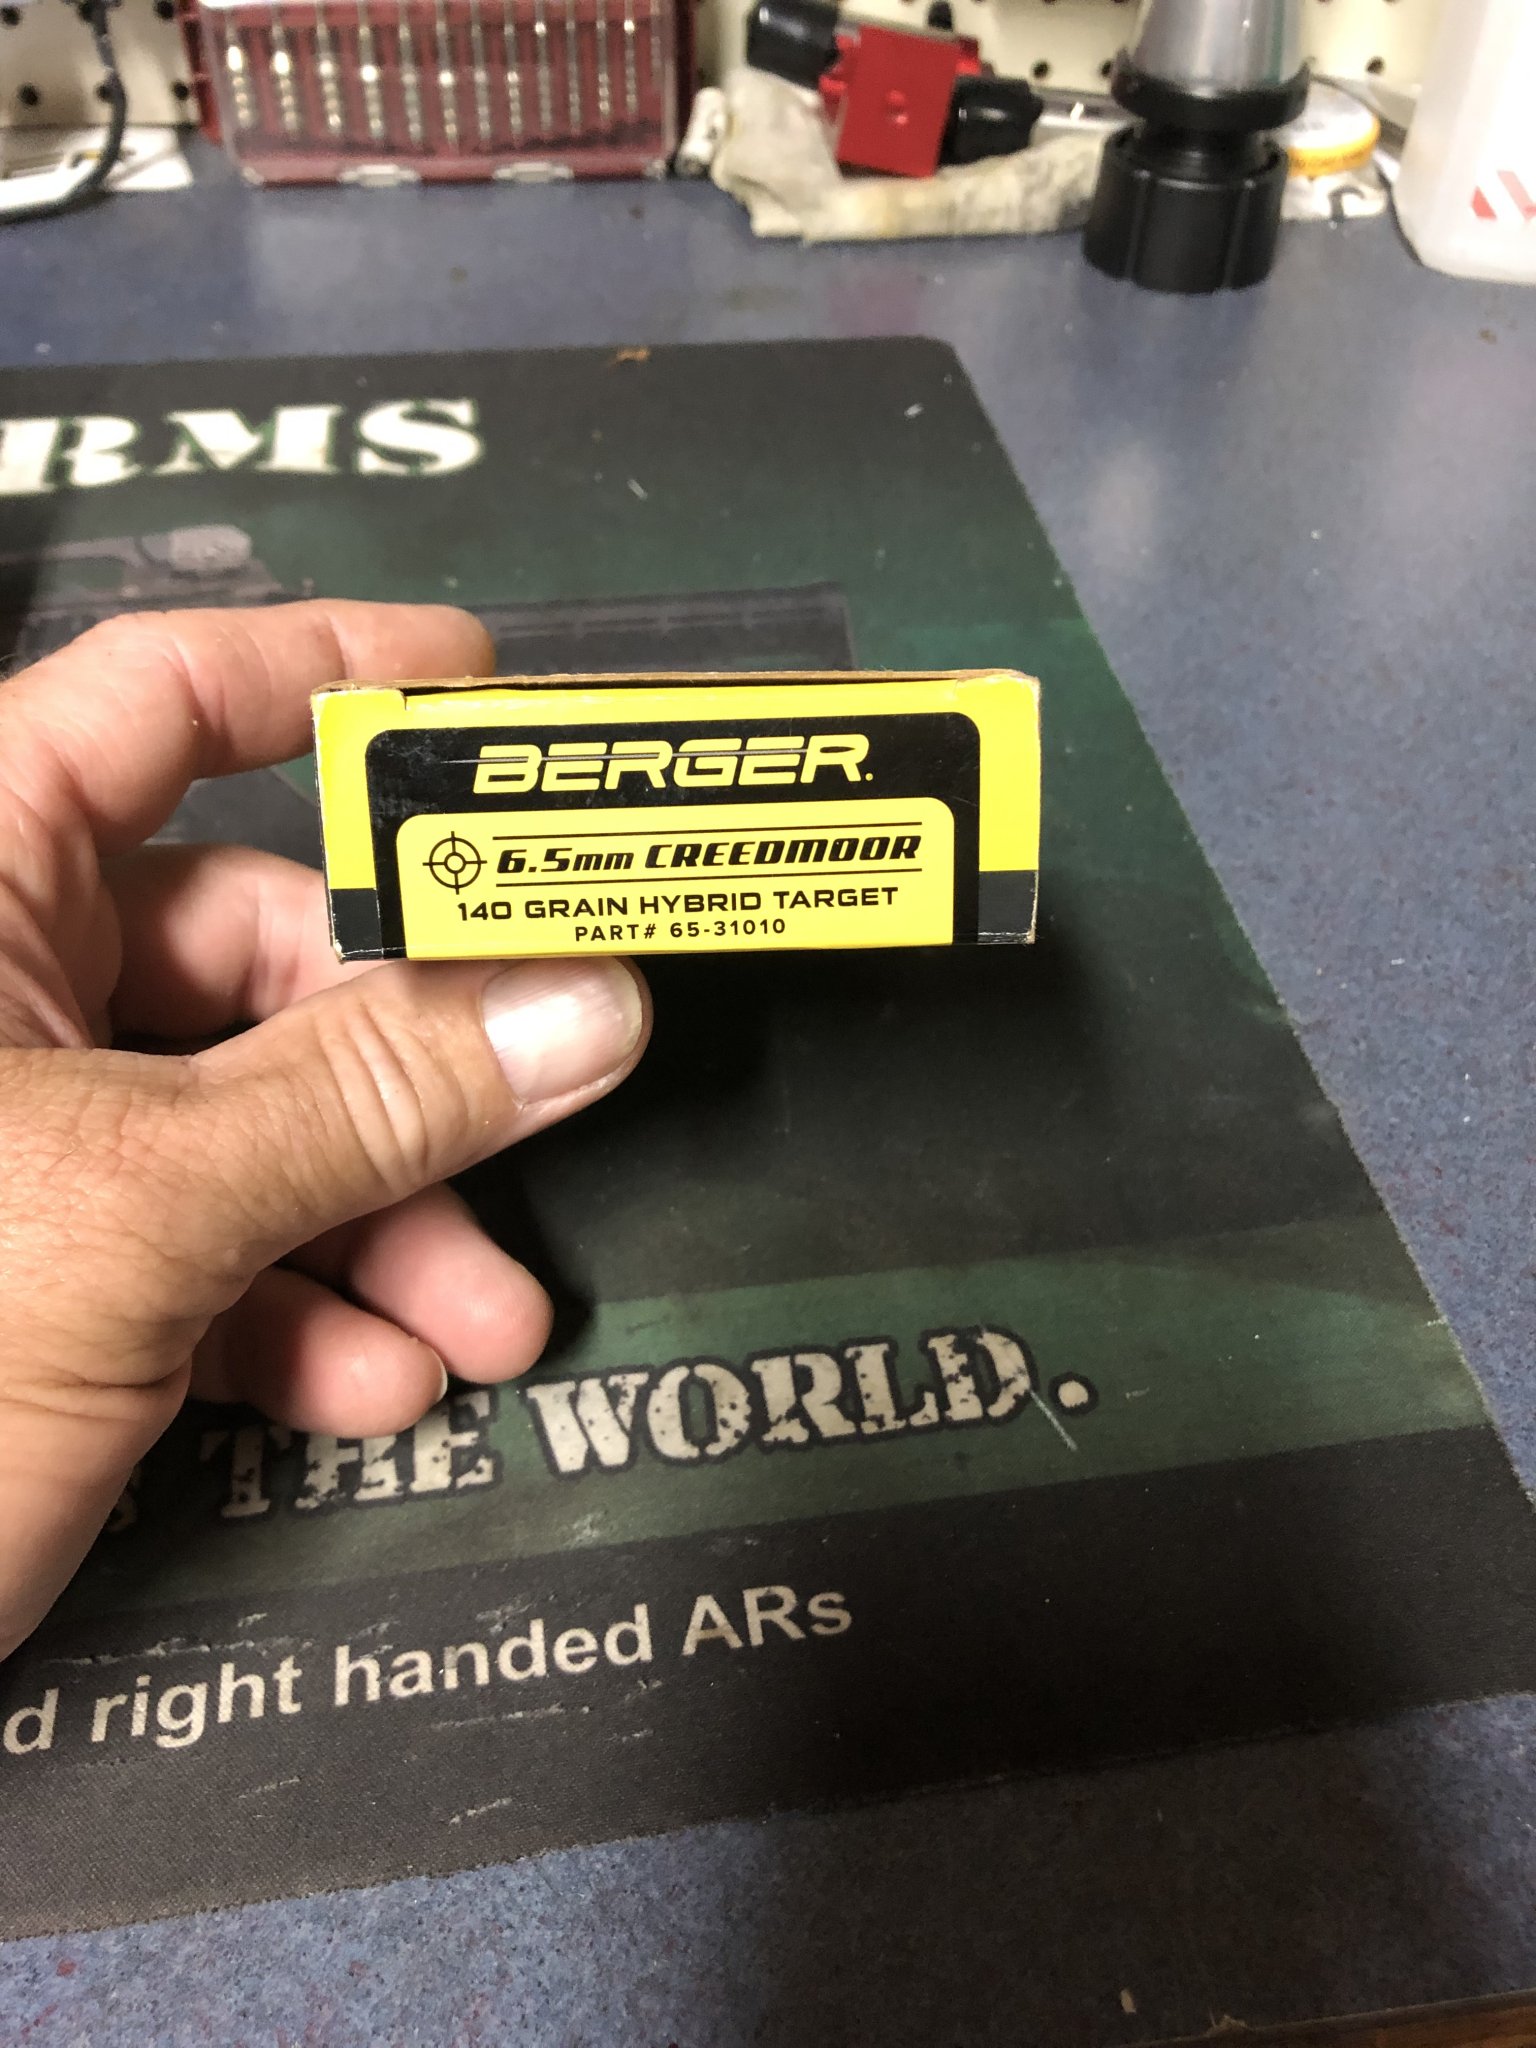 RMS
BERGER.
6.5mm CREEDMOOR
140 GRAIN HYBRID TARGET
PART# 65-31010
THE WORLD.
d right handed ARs